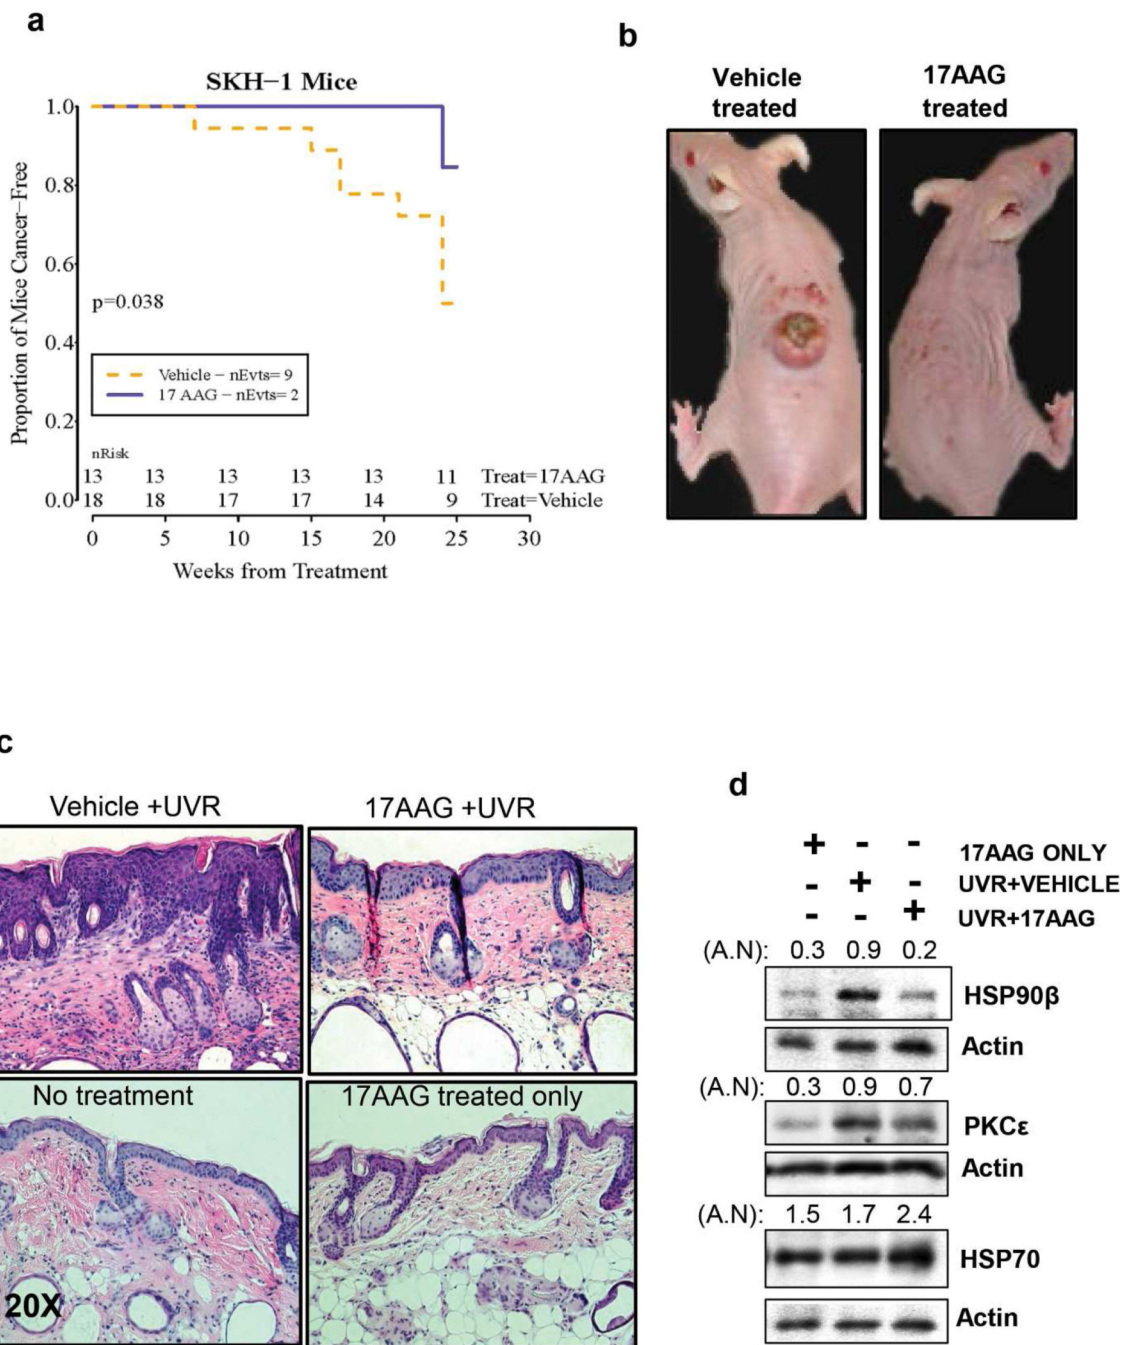 a
SKH−1 Mice
Proportion of Mice Cancer−Free
1.0
0.8
0.6
0.4
0.2
0.0
p=0.038
Vehicle − nEvts= 9
17 AAG − nEvts= 2
nRisk
13 13 13 13 13 11 Treat=17AAG
18 18 17 17 14 9 Treat=Vehicle
0 5 10 15 20 25 30
Weeks from Treatment
b
Vehicle
treated
17AAG
treated
c
Vehicle +UVR
17AAG +UVR
No treatment
17AAG treated only
20X
d
+ - - 17AAG ONLY
- + - UVR+VEHICLE
- - + UVR+17AAG
(A.N): 0.3 0.9 0.2
HSP90β
Actin
(A.N): 0.3 0.9 0.7
PKCε
Actin
(A.N): 1.5 1.7 2.4
HSP70
Actin